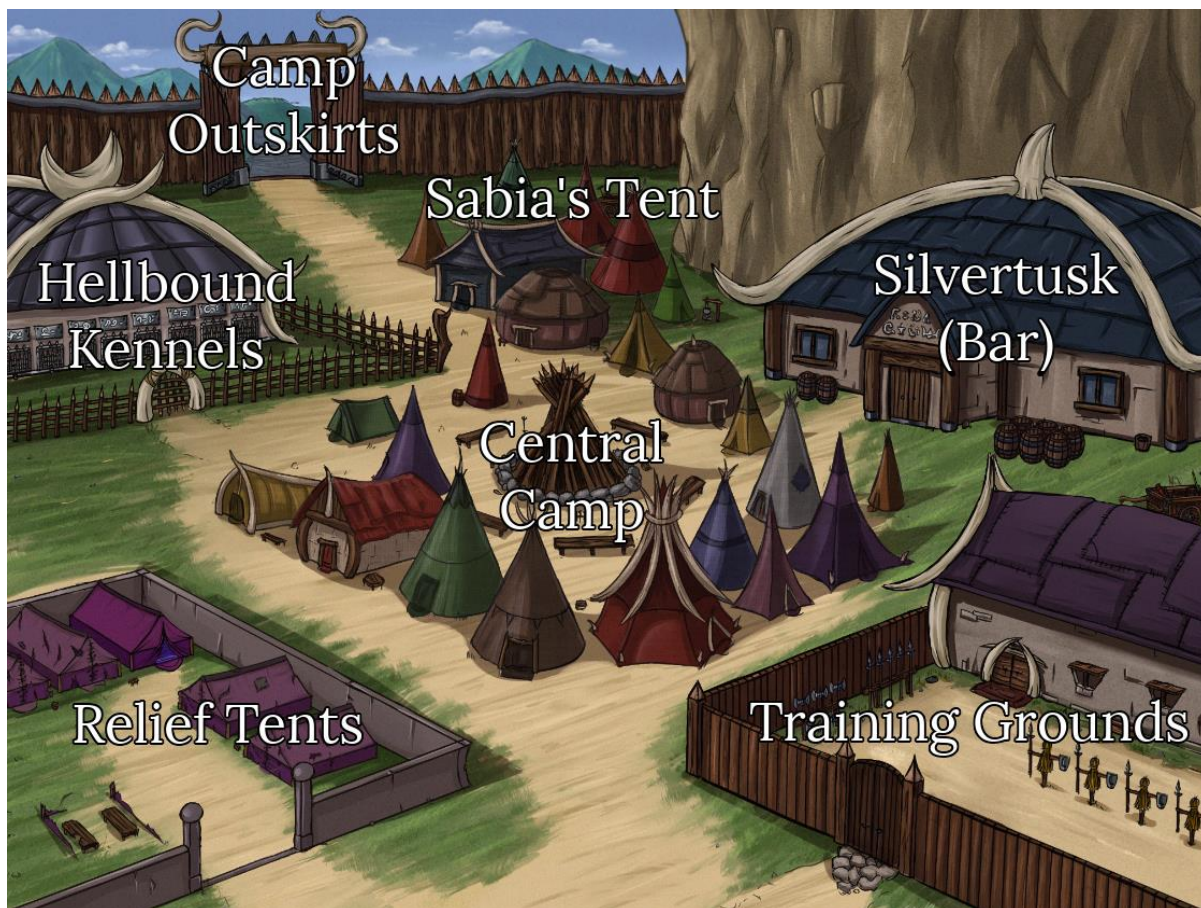 Camp
Outskirts
Sabia's Tent
Hellbound
Kennels
Silvertusk
(Bar)
Central
Camp
Relief Tents
Training Grounds